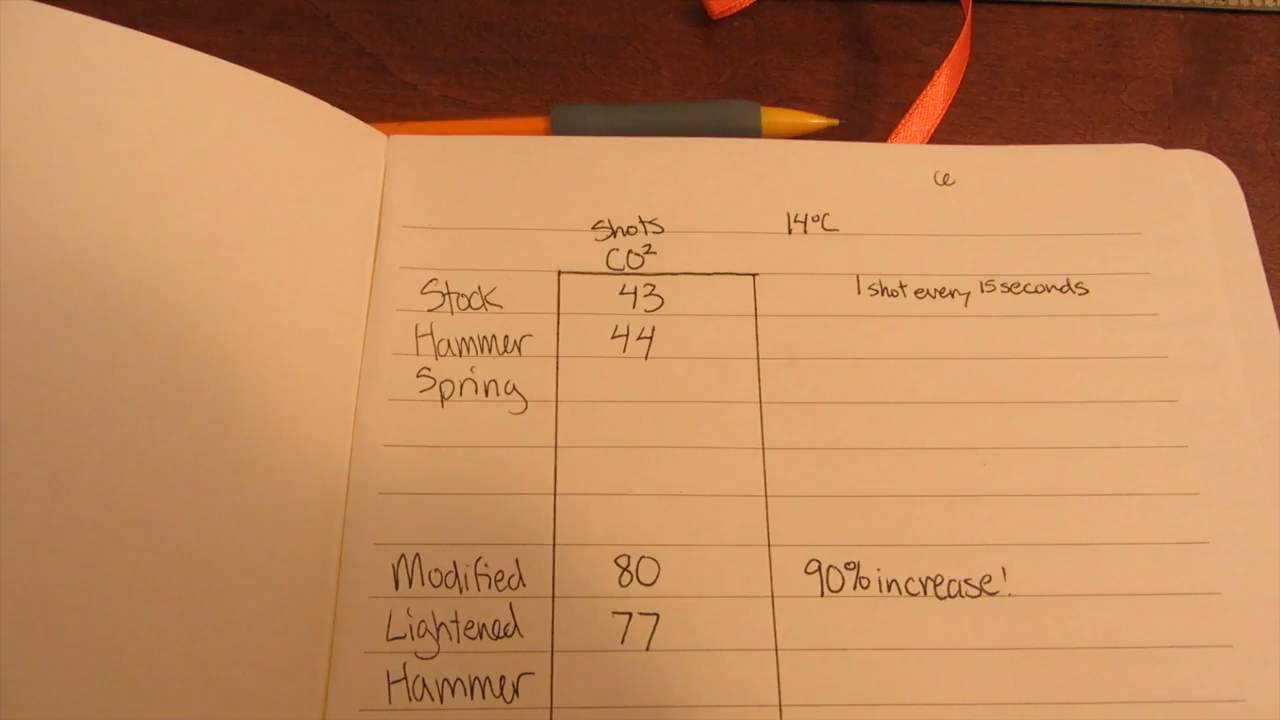 Shots 14°C
CO²
Stock 43 1 shot every 15 seconds
Hammer 44
Spring
Modified 80 90% increase!
Lightened 77
Hammer